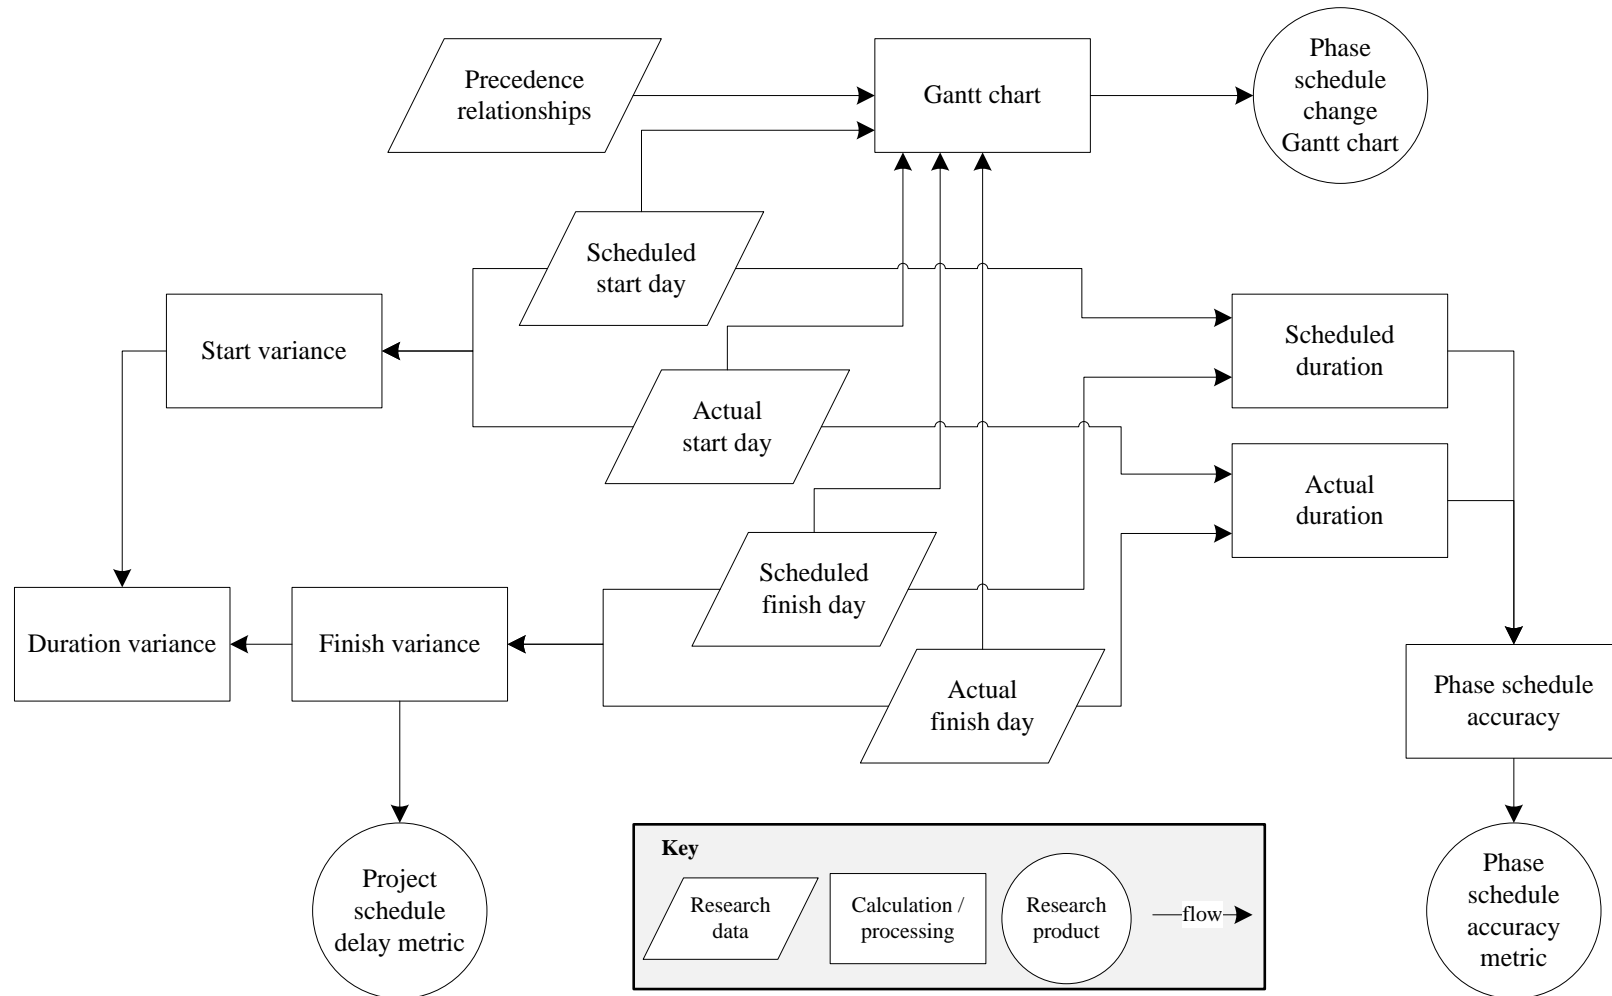 Precedence
relationships
Gantt chart
Phase
schedule
change
Gantt chart
Scheduled
start day
Start variance
Scheduled
duration
Actual
start day
Actual
duration
Scheduled
finish day
Duration variance
Finish variance
Actual
finish day
Phase schedule
accuracy
Project
schedule
delay metric
Key
Research
data
Calculation /
processing
Research
product
flow
Phase
schedule
accuracy
metric